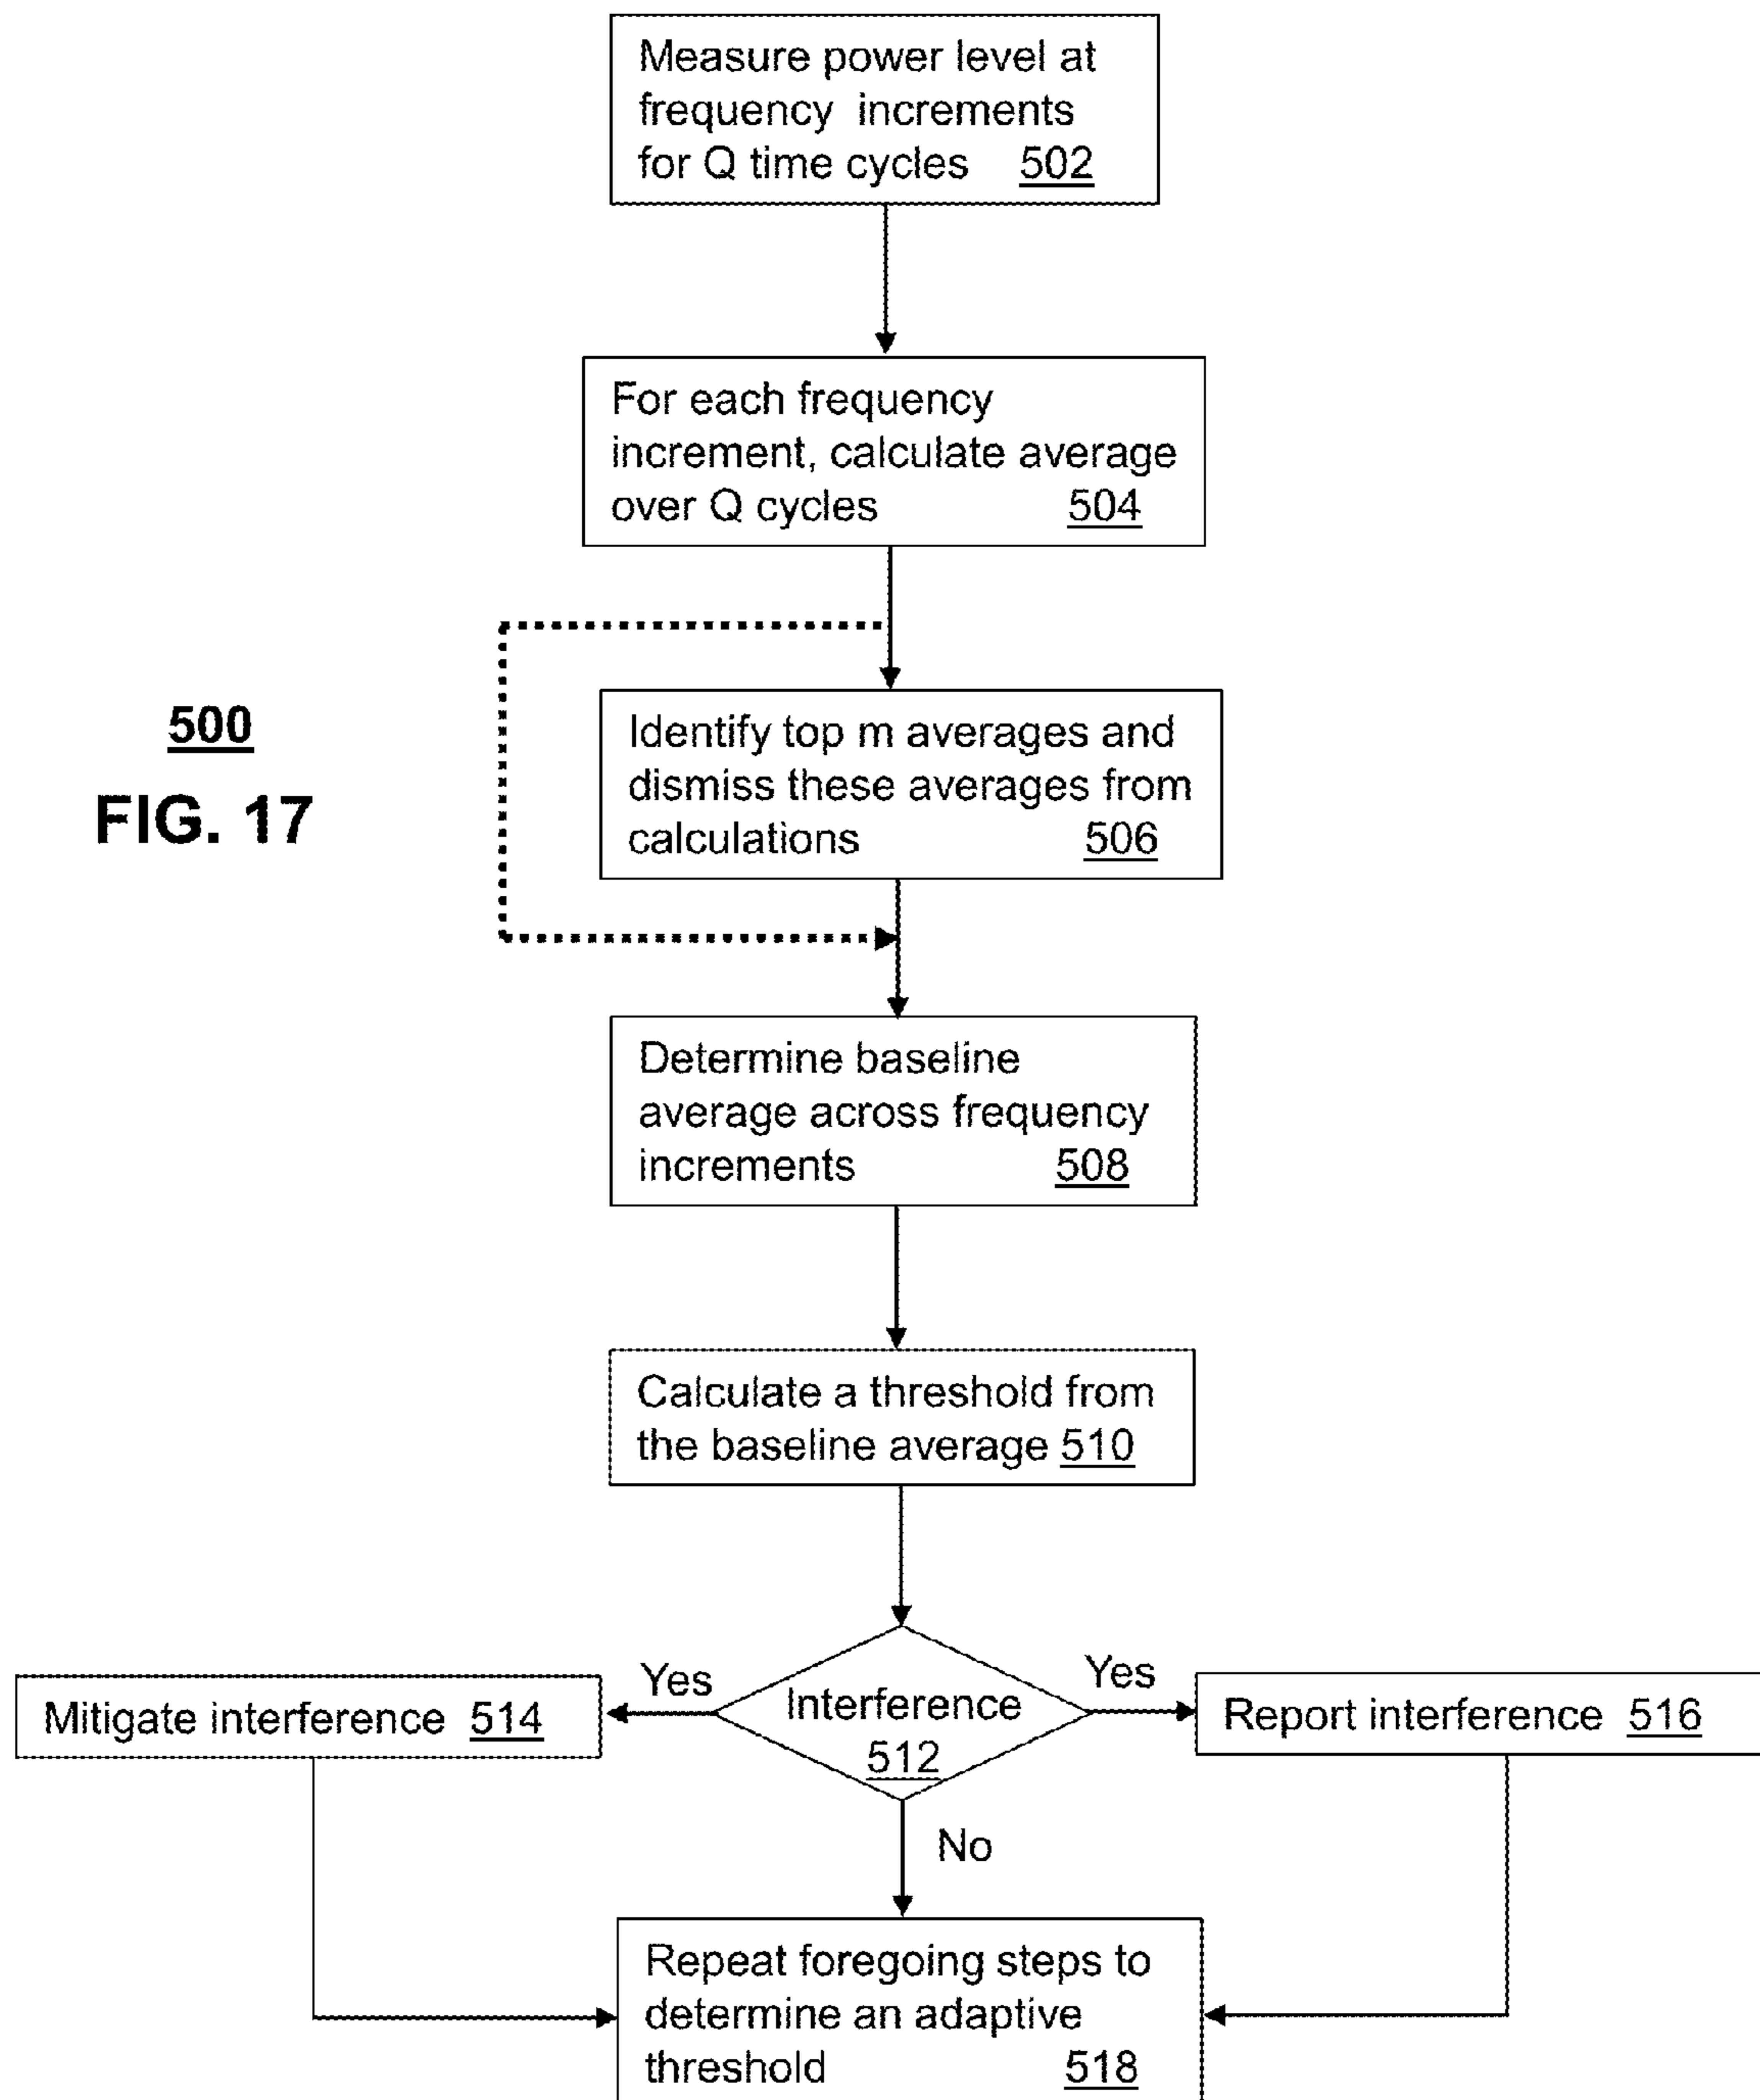 Measure power level at
frequency increments
for Q time cycles 502
For each frequency
increment, calculate average
over Q cycles 504
500
FIG. 17
Identify top m averages and
dismiss these averages from
calculations 506
Determine baseline
average across frequency
increments 508
Calculate a threshold from
the baseline average 510
Yes
Yes
Mitigate interference 514
Interference
512
Report interference 516
No
Repeat foregoing steps to
determine an adaptive
threshold 518